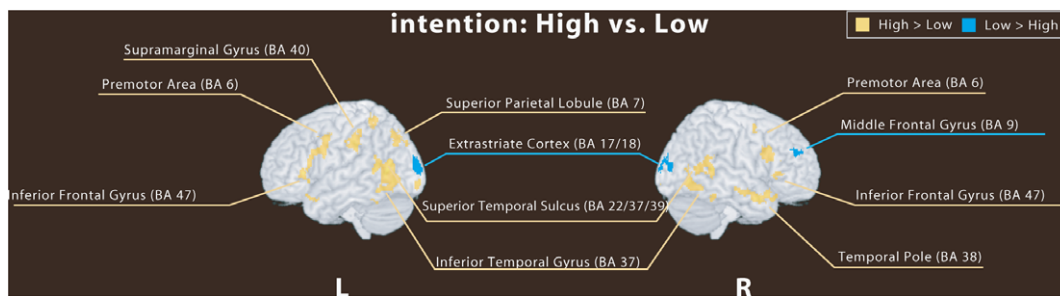 intention: High vs. Low
High > Low
Low > High
Supramarginal Gyrus (BA 40)
Premotor Area (BA 6)
Superior Parietal Lobule (BA 7)
Premotor Area (BA 6)
Middle Frontal Gyrus (BA 9)
Extrastriate Cortex (BA 17/18)
Inferior Frontal Gyrus (BA 47)
Superior Temporal Sulcus (BA 22/37/39)
Inferior Frontal Gyrus (BA 47)
Inferior Temporal Gyrus (BA 37)
Temporal Pole (BA 38)
L
R